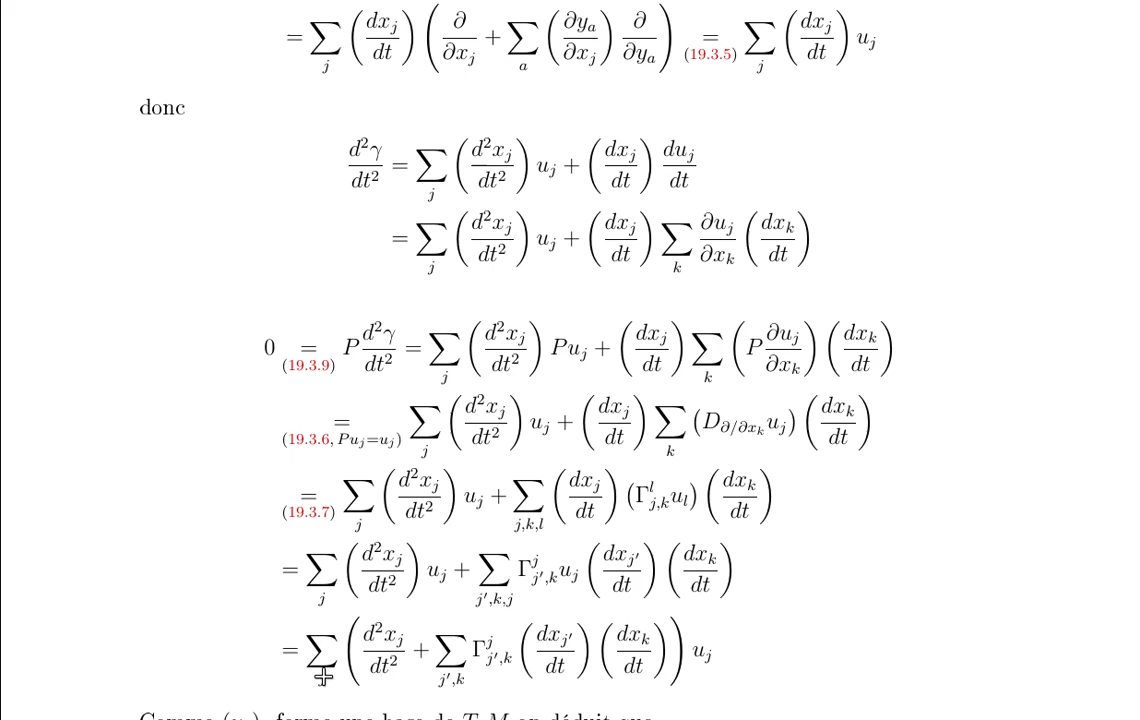 = ∑_j (dx_j/dt) (∂/∂x_j + ∑_a (∂y_a/∂x_j) ∂/∂y_a) =_(19.3.5) ∑_j (dx_j/dt) u_j
donc
d²γ/dt² = ∑_j (d²x_j/dt²) u_j + (dx_j/dt) du_j/dt
= ∑_j (d²x_j/dt²) u_j + (dx_j/dt) ∑_k ∂u_j/∂x_k (dx_k/dt)
0 =_(19.3.9) P d²γ/dt² = ∑_j (d²x_j/dt²) Pu_j + (dx_j/dt) ∑_k (P ∂u_j/∂x_k) (dx_k/dt)
=_(19.3.6, Pu_j=u_j) ∑_j (d²x_j/dt²) u_j + (dx_j/dt) ∑_k (D_{∂/∂x_k} u_j) (dx_k/dt)
=_(19.3.7) ∑_j (d²x_j/dt²) u_j + ∑_{j,k,l} (dx_j/dt) (Γ^l_{j,k} u_l) (dx_k/dt)
= ∑_j (d²x_j/dt²) u_j + ∑_{j',k,j} Γ^j_{j',k} u_j (dx_{j'}/dt) (dx_k/dt)
= ∑ (d²x_j/dt² + ∑_{j',k} Γ^j_{j',k} (dx_{j'}/dt) (dx_k/dt)) u_j